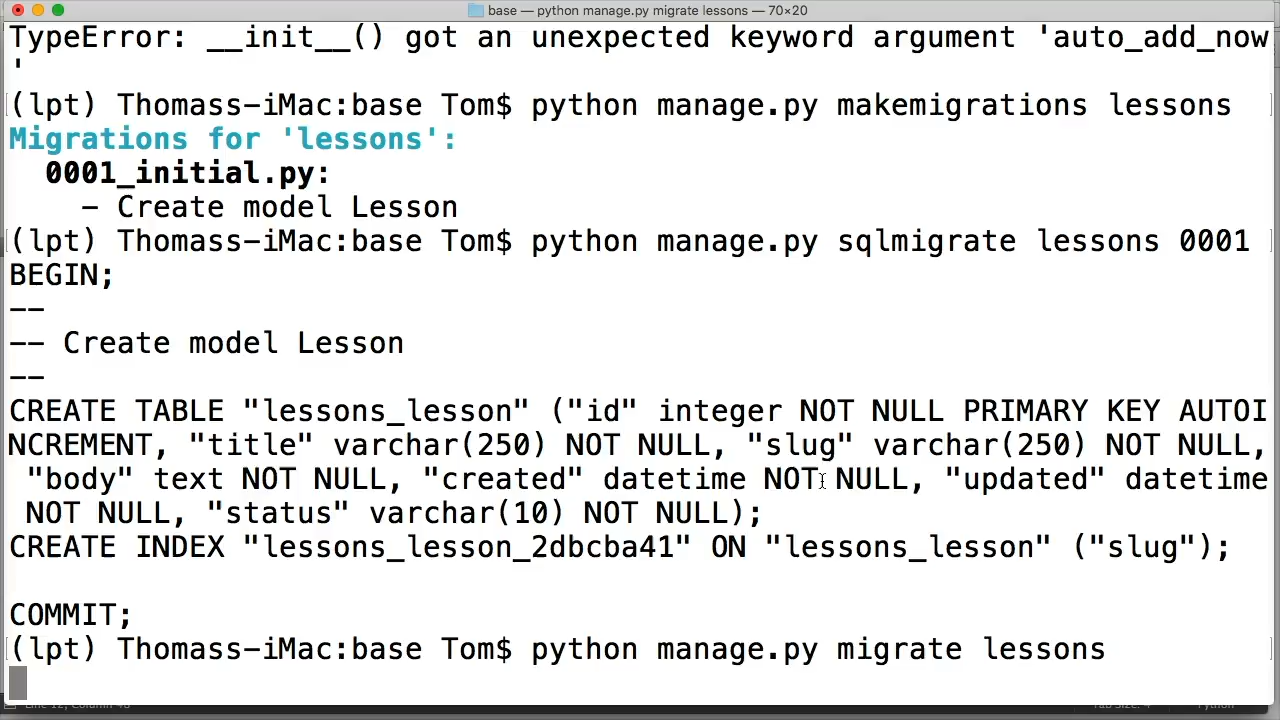 base — python manage.py migrate lessons — 70×20
TypeError: __init__() got an unexpected keyword argument 'auto_add_now
'
(lpt) Thomass-iMac:base Tom$ python manage.py makemigrations lessons
Migrations for 'lessons':
0001_initial.py:
- Create model Lesson
(lpt) Thomass-iMac:base Tom$ python manage.py sqlmigrate lessons 0001
BEGIN;
--
-- Create model Lesson
--
CREATE TABLE "lessons_lesson" ("id" integer NOT NULL PRIMARY KEY AUTOI
NCREMENT, "title" varchar(250) NOT NULL, "slug" varchar(250) NOT NULL,
"body" text NOT NULL, "created" datetime NOT NULL, "updated" datetime
NOT NULL, "status" varchar(10) NOT NULL);
CREATE INDEX "lessons_lesson_2dbcba41" ON "lessons_lesson" ("slug");
COMMIT;
(lpt) Thomass-iMac:base Tom$ python manage.py migrate lessons